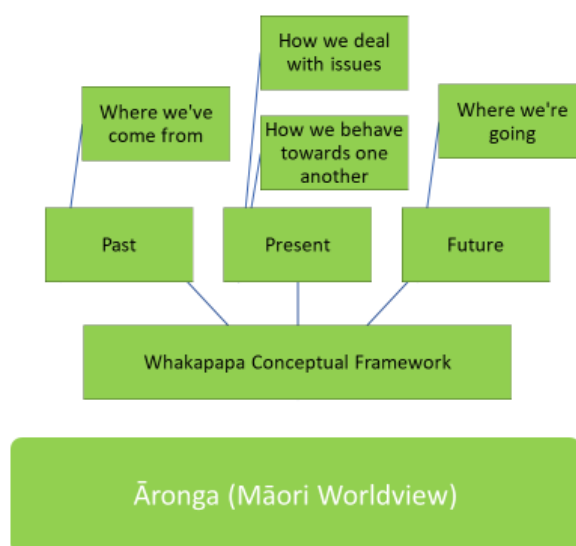 How we deal
with issues
Where we've
come from
Where we're
going
How we behave
towards one
another
Past
Present
Future
Whakapapa Conceptual Framework
Āronga (Māori Worldview)